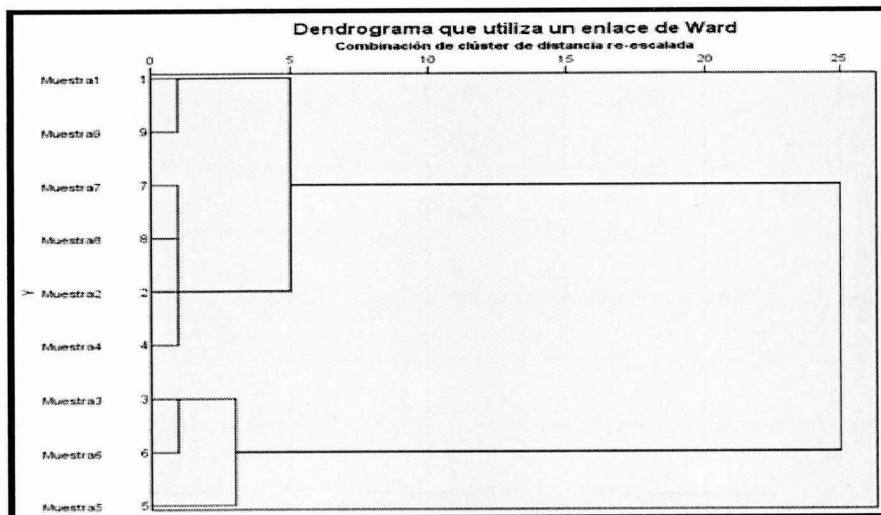 Dendrograma que utiliza un enlace de Ward
Combinación de clúster de distancia re-escalada
0 5 10 15 20 25
Muestra1 1
Muestra9 9
Muestra7 7
Muestra8 8
Y Muestra2 2
Muestra4 4
Muestra3 3
Muestra6 6
Muestra5 5